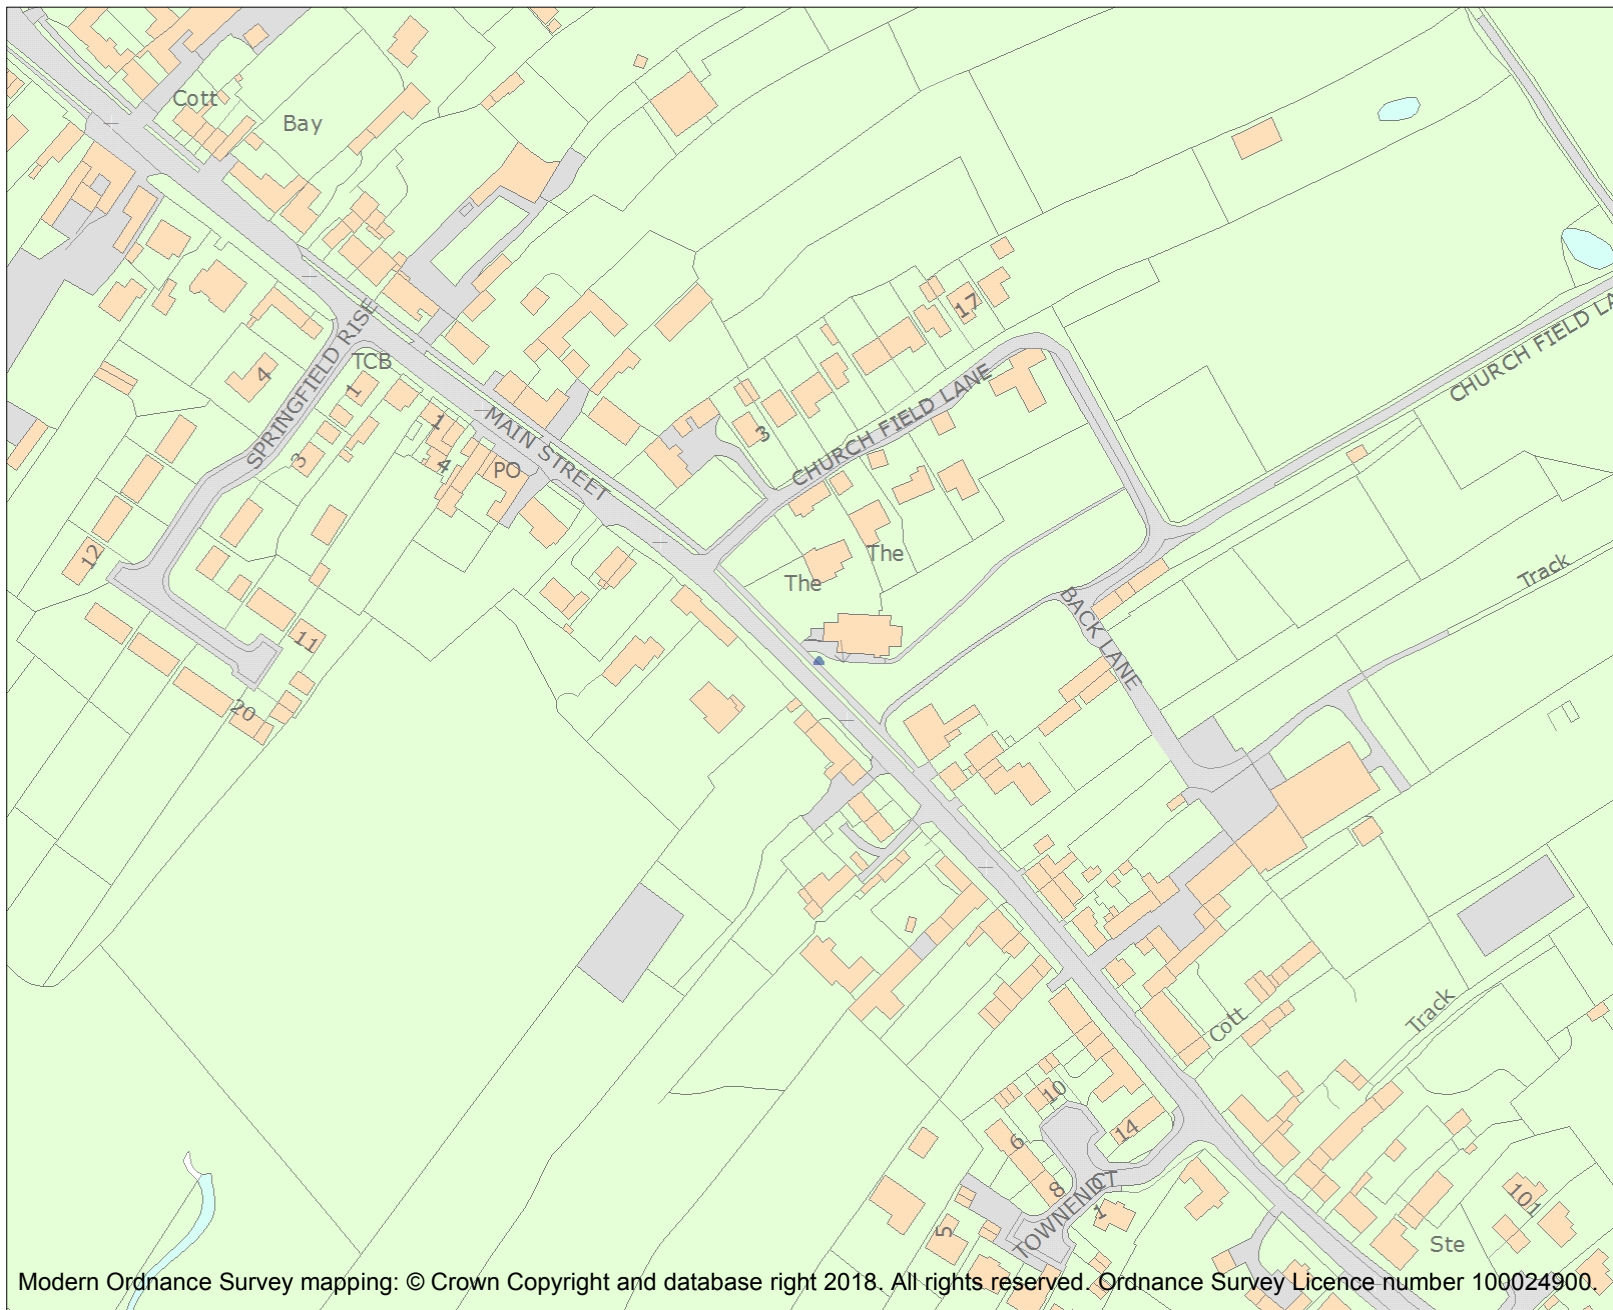 Cott
Bay
17
SPRINGFIELD RISE
TCB
4
1
3
1
4
PO
MAIN STREET
3
CHURCH FIELD LANE
CHURCH FIELD LA
12
11
20
The
The
BACK LANE
Track
Cott
Track
10
14
6
8
TOWNEND CT
1
5
101
Ste
Modern Ordnance Survey mapping: © Crown Copyright and database right 2018. All rights reserved. Ordnance Survey Licence number 100024900.